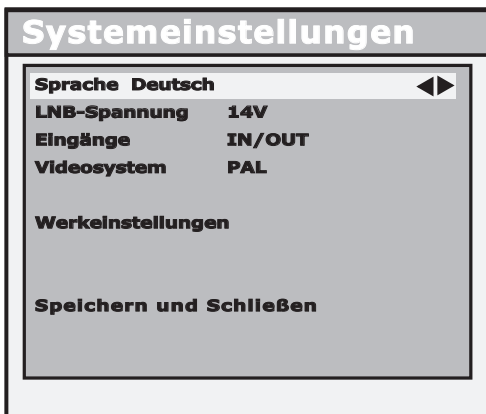 Systemeinstellungen
Sprache Deutsch
LNB-Spannung 14V
Eingänge IN/OUT
Videosystem PAL
Werkeinstellungen
Speichern und Schließen